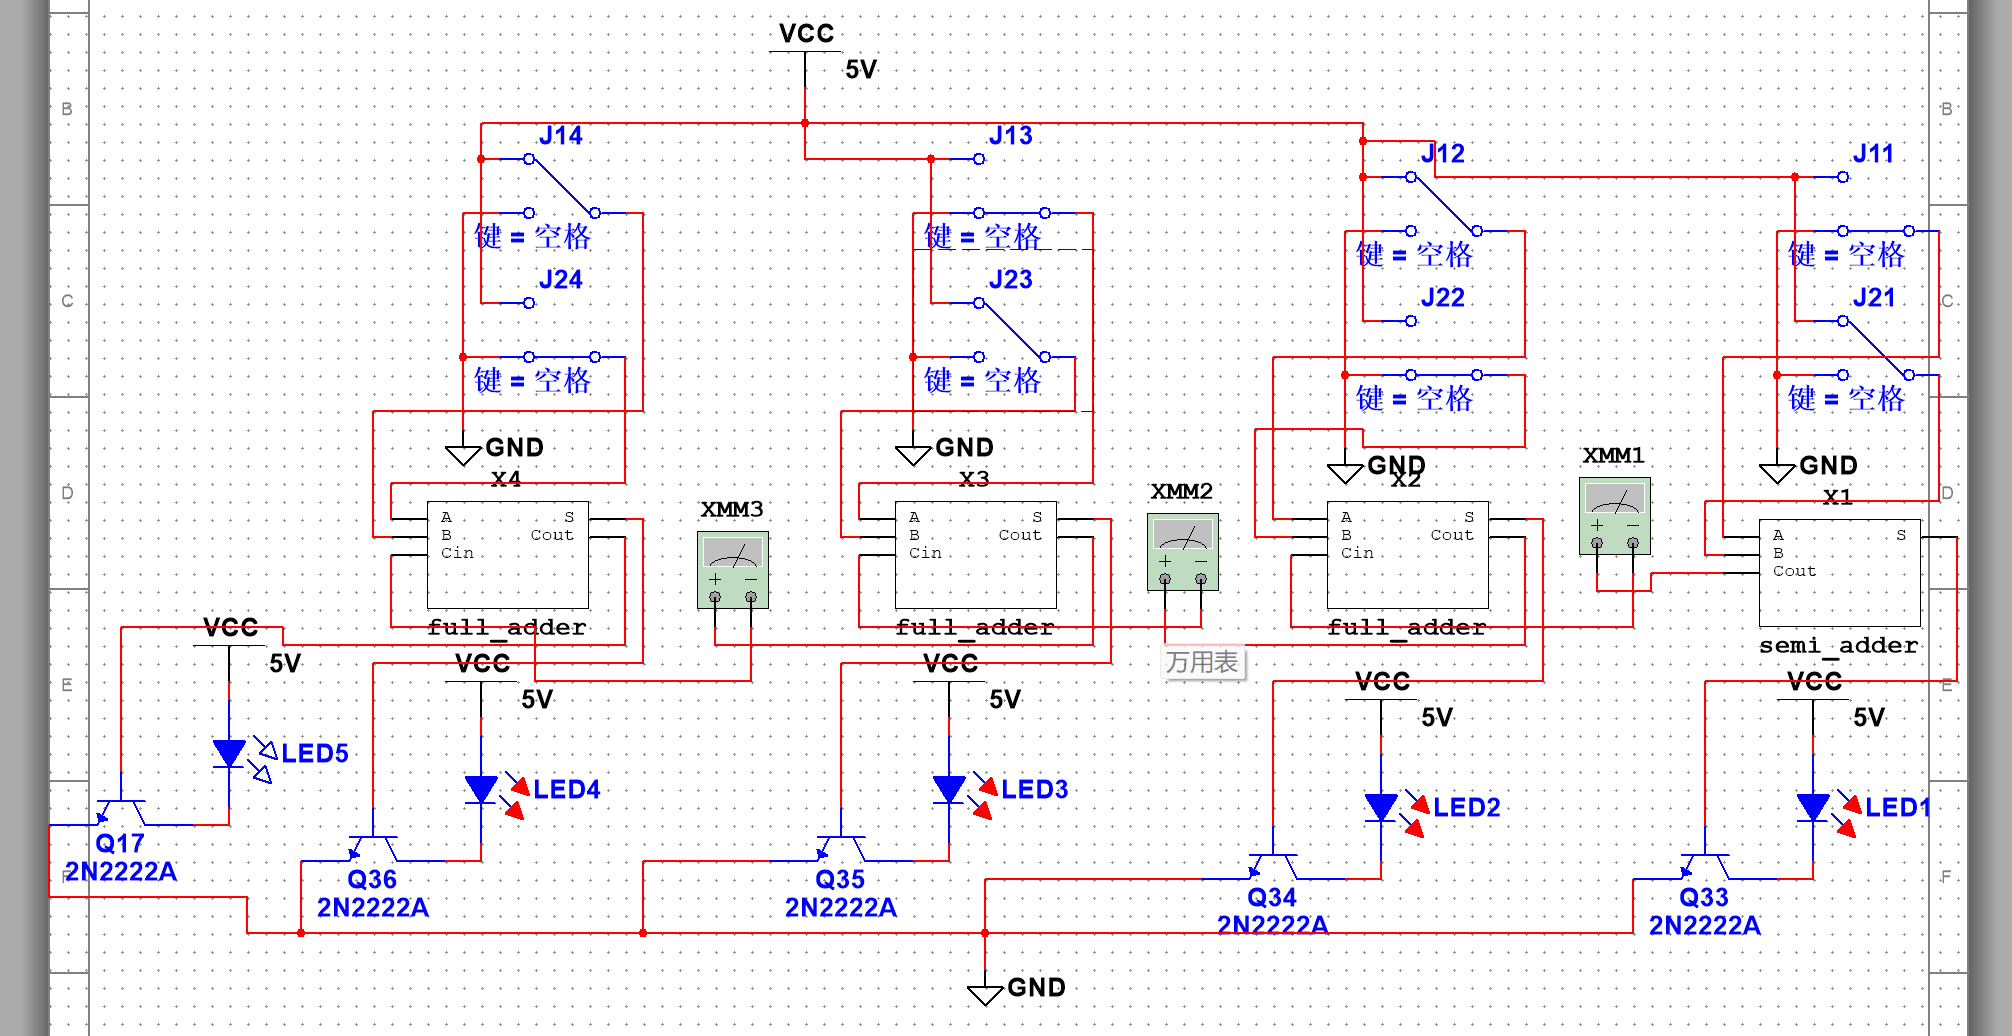 VCC
5V
B
B
J14
J13
J12
J11
键 = 空格
键 = 空格
键 = 空格
键 = 空格
J24
J23
J22
J21
C
C
键 = 空格
键 = 空格
键 = 空格
键 = 空格
GND
GND
GND
GND
X4
X3
X2
X1
XMM3
XMM2
XMM1
D
D
A
B
Cin
S
Cout
full_adder
A
B
Cin
S
Cout
full_adder
A
B
Cin
S
Cout
full_adder
A
B
Cout
S
semi_adder
+ −
+ −
+ −
万用表
VCC
5V
VCC
5V
VCC
5V
VCC
5V
VCC
5V
E
E
LED5
LED4
LED3
LED2
LED1
Q17
2N2222A
Q36
2N2222A
Q35
2N2222A
Q34
2N2222A
Q33
2N2222A
F
F
GND